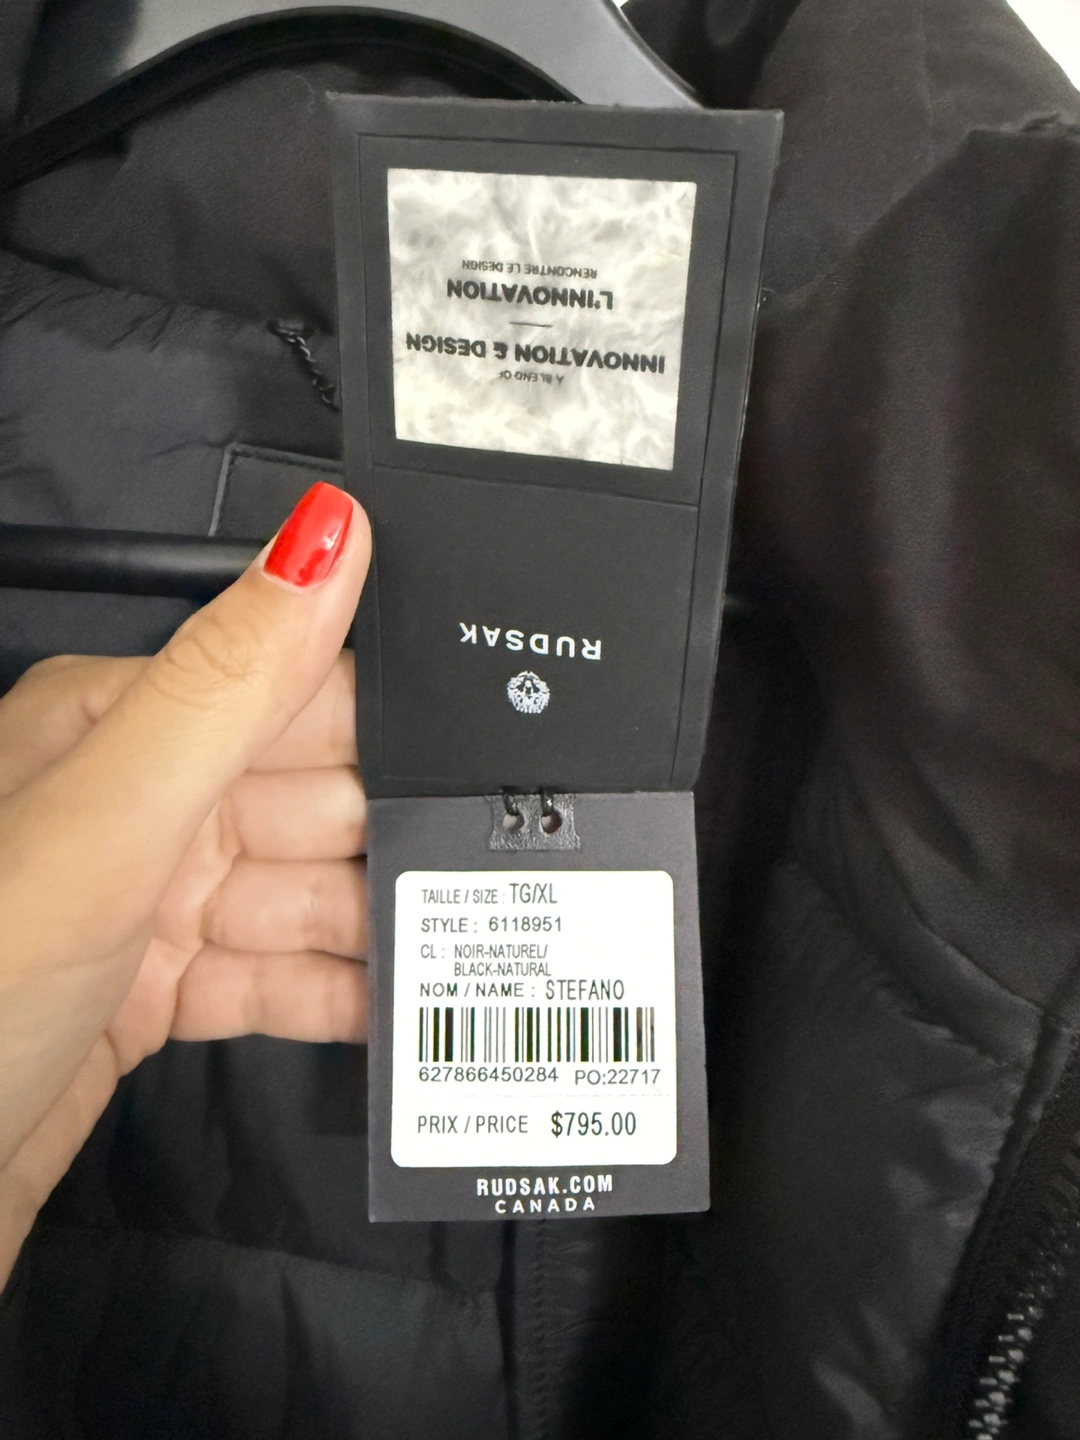 RENCONTRE LE DESIGN
L'INNOVATION
INNOVATION & DESIGN
A BLEND OF
RUDSAK
TAILLE / SIZE : TG/XL
STYLE : 6118951
CL : NOIR-NATUREL/
BLACK-NATURAL
NOM / NAME : STEFANO
627866450284 PO:22717
PRIX / PRICE $795.00
RUDSAK.COM
CANADA